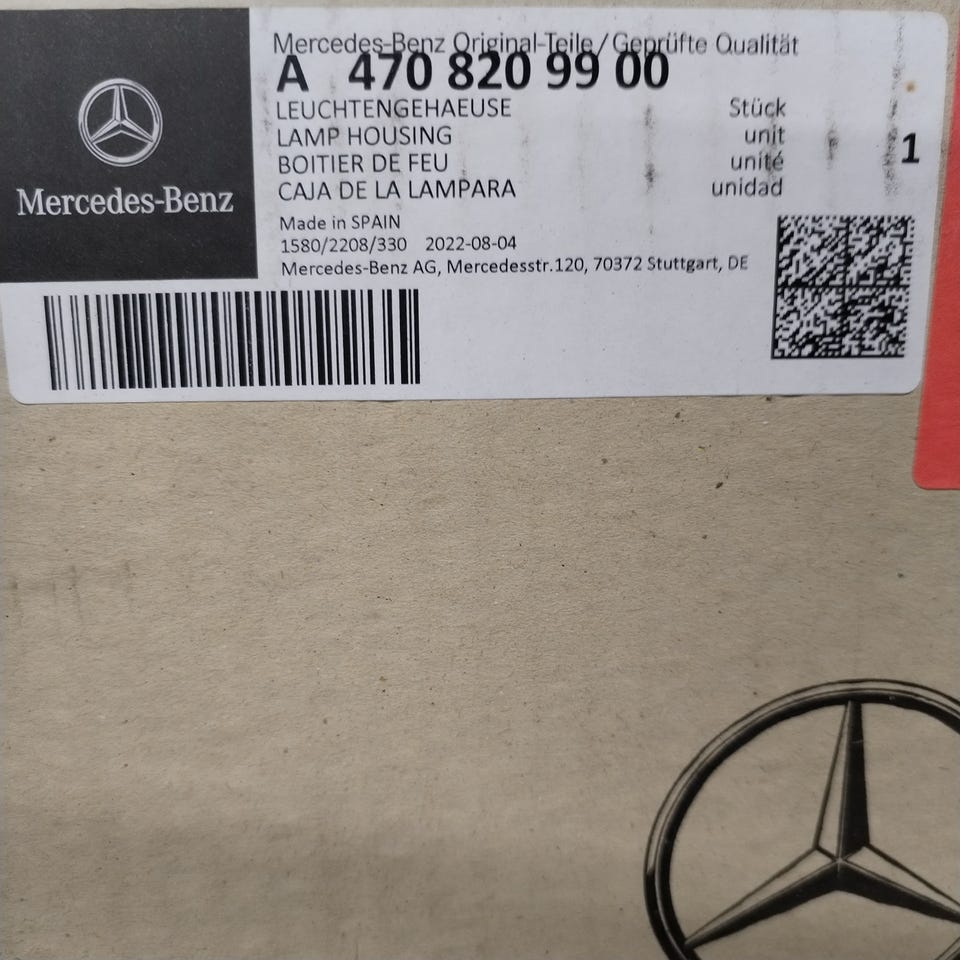 Mercedes-Benz Original-Teile/Geprüfte Qualität
A 470 820 99 00
LEUCHTENGEHAEUSE Stück
LAMP HOUSING unit 1
BOITIER DE FEU unité
CAJA DE LA LAMPARA unidad
Mercedes-Benz
Made in SPAIN
1580/2208/330 2022-08-04
Mercedes-Benz AG, Mercedesstr.120, 70372 Stuttgart, DE